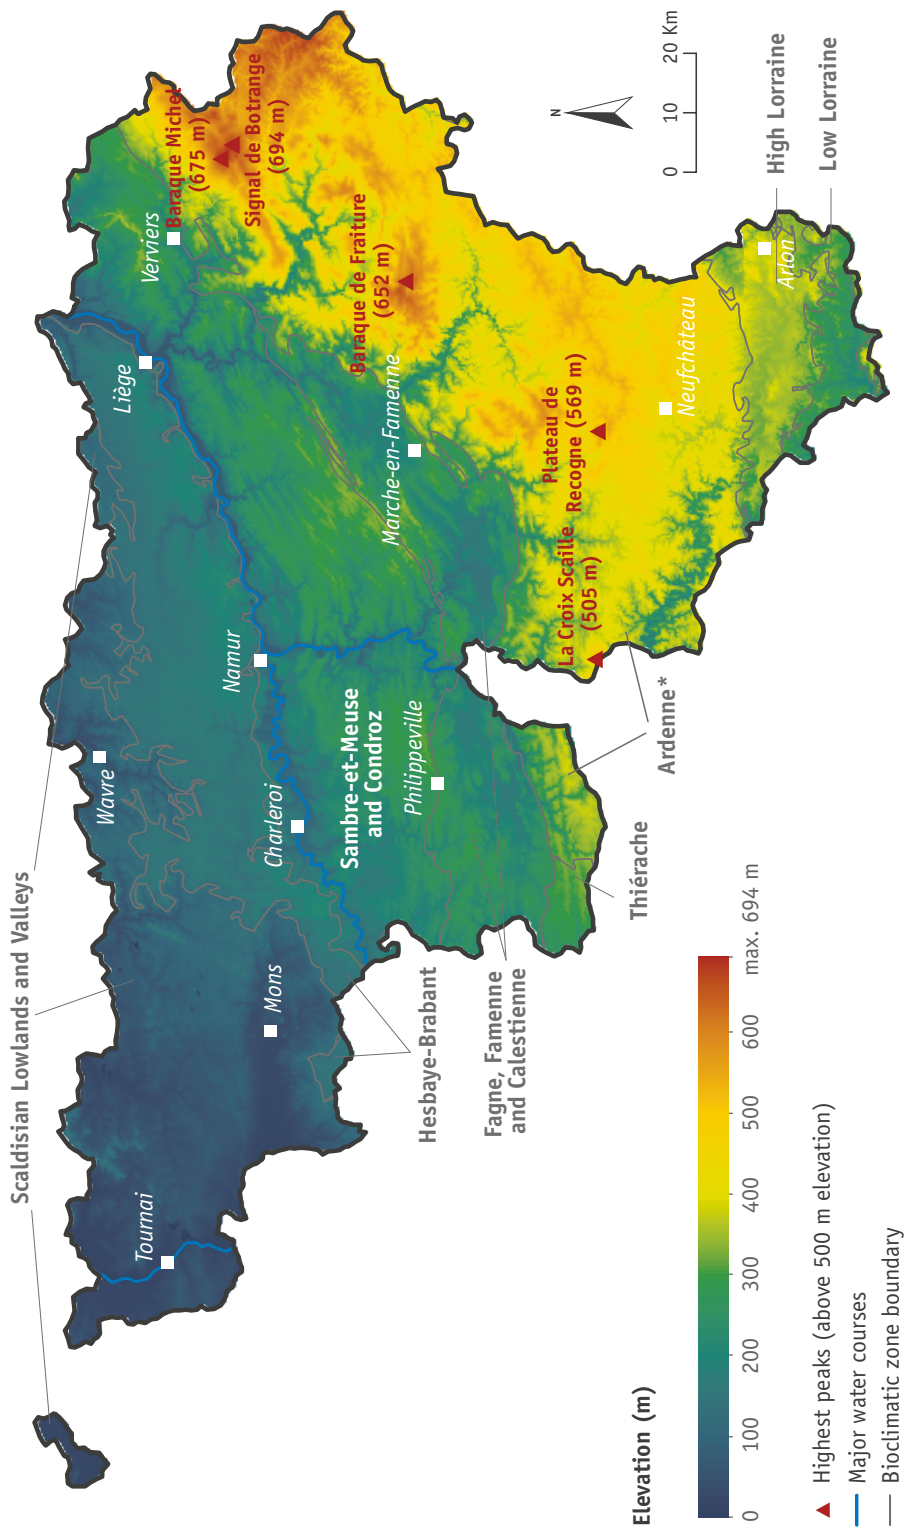 Scaldisian Lowlands and Valleys
Baraque Michel
(675 m)
Signal de Botrange
(694 m)
Verviers
Liège
Baraque de Fraiture
(652 m)
Marche-en-Famenne
Plateau de
Recogne (569 m)
La Croix Scaille
(505 m)
Neufchâteau
Arlon
High Lorraine
Low Lorraine
N
0
10
20 Km
Wavre
Namur
Charleroi
Sambre-et-Meuse
and Condroz
Philippeville
Mons
Tournai
Ardenne*
Thiérache
Hesbaye-Brabant
Fagne, Famenne
and Calestienne
Elevation (m)
0
100
200
300
400
500
600
max. 694 m
Highest peaks (above 500 m elevation)
Major water courses
Bioclimatic zone boundary